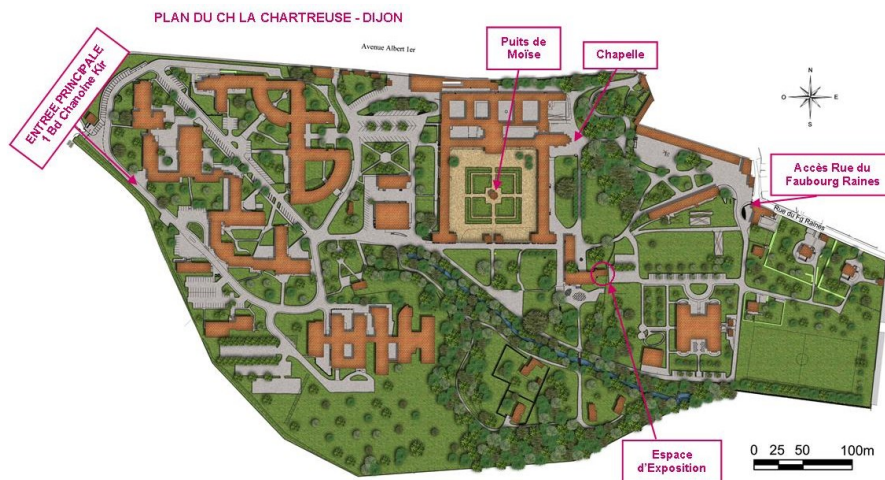 PLAN DU CH LA CHARTREUSE - DIJON
Avenue Albert 1er
Puits de
Moïse
Chapelle
ENTREE PRINCIPALE
1 Bd Chanoine Kir
N
O
E
S
Accès Rue du
Faubourg Raines
Rue du Fg Raines
Espace
d'Exposition
0 25 50 100m